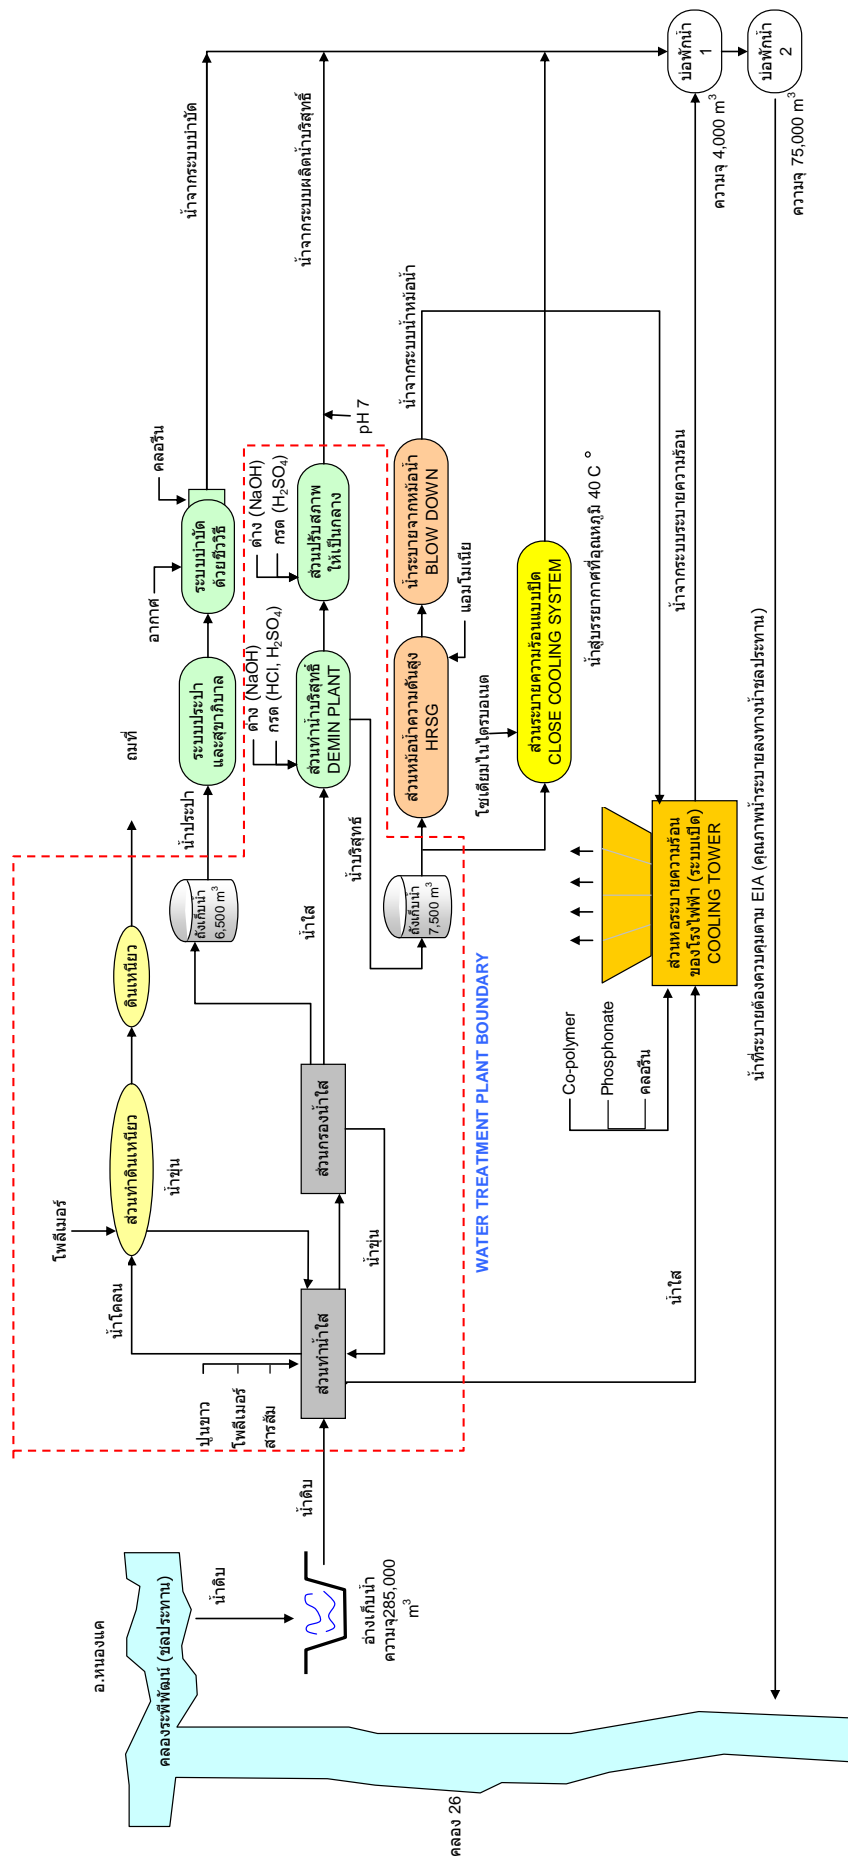 อ.หนองแค
คลองระพีพัฒน์ (ชลประทาน)
คลอง 26
น้ำดิบ
อ่างเก็บน้ำ
ความจุ285,000
m³
น้ำดิบ
ปูนขาว
โพลีเมอร์
สารส้ม
ส่วนทำน้ำใส
น้ำโคลน
โพลีเมอร์
ส่วนทำดินเหนียว
น้ำขุ่น
ดินเหนียว
ถมที่
ส่วนกรองน้ำใส
น้ำขุ่น
น้ำใส
ถังเก็บน้ำ
6,500 m³
น้ำประปา
ระบบประปา
และสุขาภิบาล
อากาศ
คลอรีน
ระบบบำบัด
ด้วยชีววิธี
น้ำจากระบบบำบัด
น้ำใส
ด่าง (NaOH)
กรด (HCl, H₂SO₄)
ส่วนทำน้ำบริสุทธิ์
DEMIN PLANT
ด่าง (NaOH)
กรด (H₂SO₄)
ส่วนปรับสภาพ
ให้เป็นกลาง
pH 7
น้ำจากระบบผลิตน้ำบริสุทธิ์
น้ำบริสุทธิ์
ถังเก็บน้ำ
7,500 m³
ส่วนหม้อน้ำความดันสูง
HRSG
แอมโมเนีย
น้ำระบายจากหม้อน้ำ
BLOW DOWN
น้ำจากระบบน้ำหม้อน้ำ
WATER TREATMENT PLANT BOUNDARY
โซเดียมไนไตรบอเนต
ส่วนระบายความร้อนแบบปิด
CLOSE COOLING SYSTEM
น้ำสู่บรรยากาศที่อุณหภูมิ 40 C °
Co-polymer
Phosphonate
คลอรีน
ส่วนหอระบายความร้อน
ของโรงไฟฟ้า (ระบบเปิด)
COOLING TOWER
น้ำจากระบบระบายความร้อน
บ่อพักน้ำ
1
ความจุ 4,000 m³
บ่อพักน้ำ
2
ความจุ 75,000 m³
น้ำที่ระบายต้องควบคุมตาม EIA (คุณภาพน้ำระบายลงทางน้ำชลประทาน)